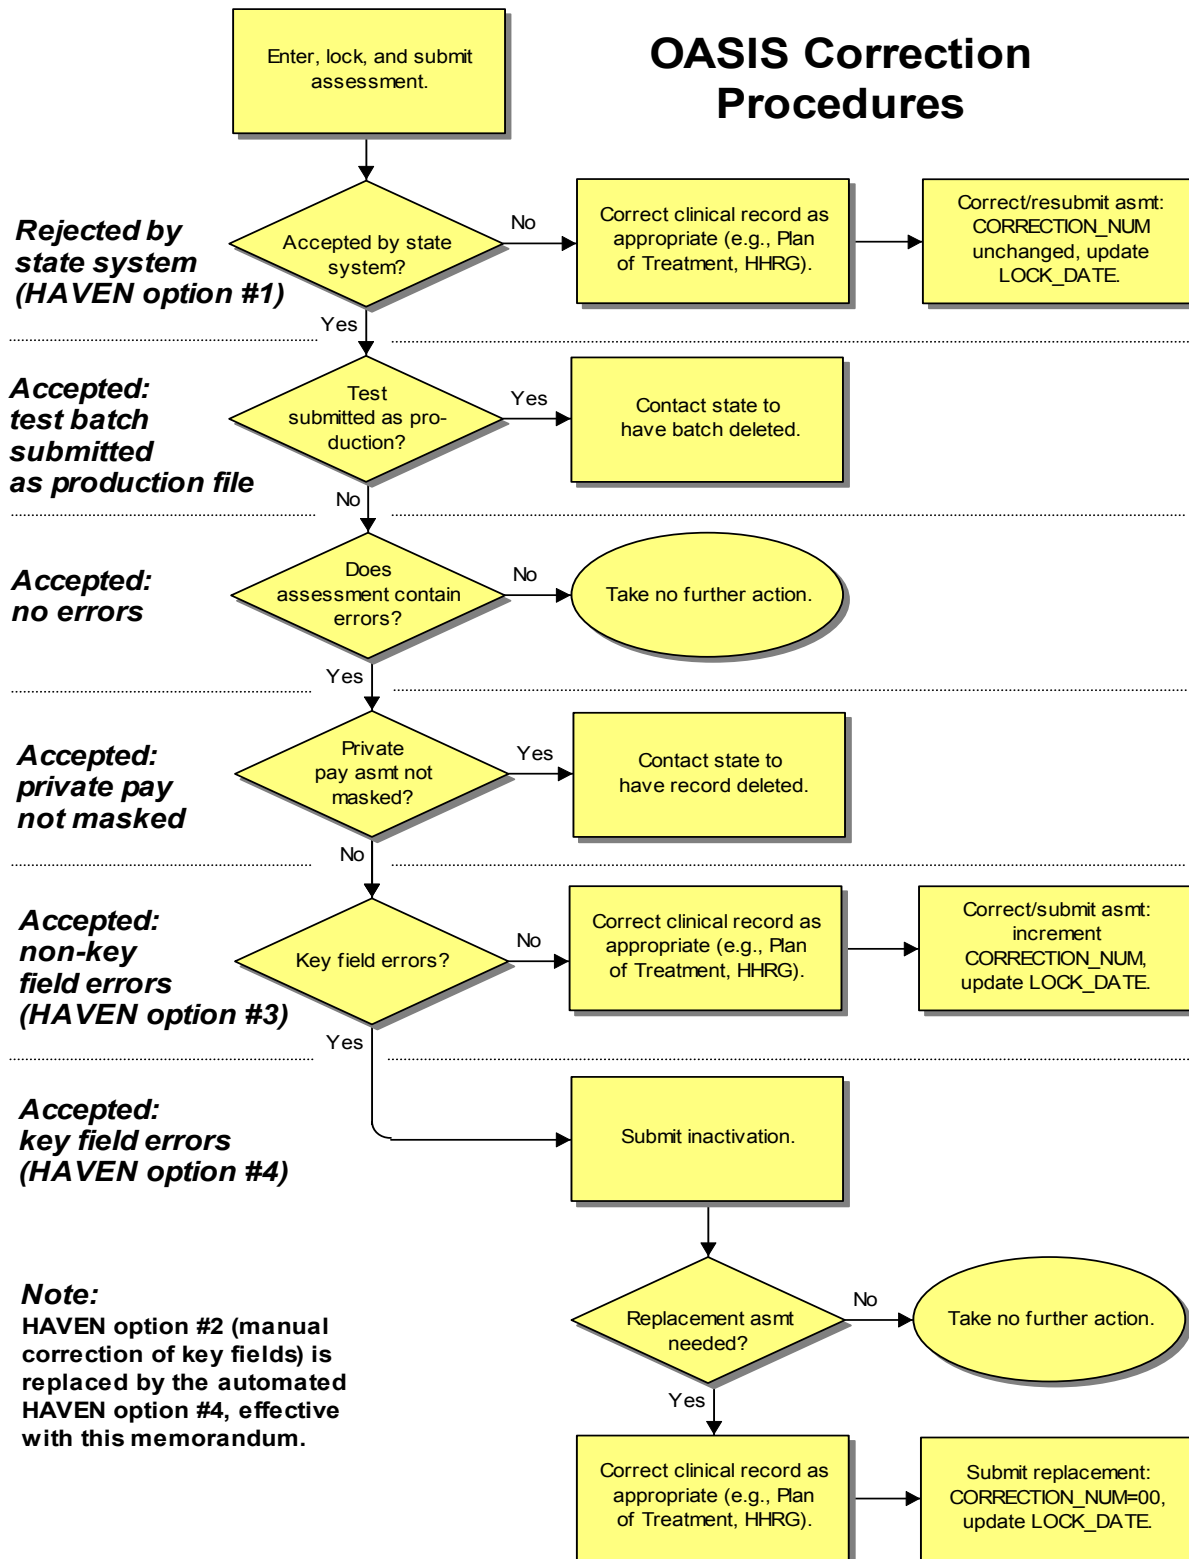 OASIS Correction
Procedures
Enter, lock, and submit
assessment.
Rejected by
state system
(HAVEN option #1)
Accepted by state
system?
No
Correct clinical record as
appropriate (e.g., Plan
of Treatment, HHRG).
Correct/resubmit asmt:
CORRECTION_NUM
unchanged, update
LOCK_DATE.
Yes
Accepted:
test batch
submitted
as production file
Test
submitted as pro-
duction?
Yes
Contact state to
have batch deleted.
No
Accepted:
no errors
Does
assessment contain
errors?
No
Take no further action.
Yes
Accepted:
private pay
not masked
Private
pay asmt not
masked?
Yes
Contact state to
have record deleted.
No
Accepted:
non-key
field errors
(HAVEN option #3)
Key field errors?
No
Correct clinical record as
appropriate (e.g., Plan
of Treatment, HHRG).
Correct/submit asmt:
increment
CORRECTION_NUM,
update LOCK_DATE.
Yes
Accepted:
key field errors
(HAVEN option #4)
Submit inactivation.
Replacement asmt
needed?
No
Take no further action.
Yes
Note:
HAVEN option #2 (manual
correction of key fields) is
replaced by the automated
HAVEN option #4, effective
with this memorandum.
Correct clinical record as
appropriate (e.g., Plan
of Treatment, HHRG).
Submit replacement:
CORRECTION_NUM=00,
update LOCK_DATE.